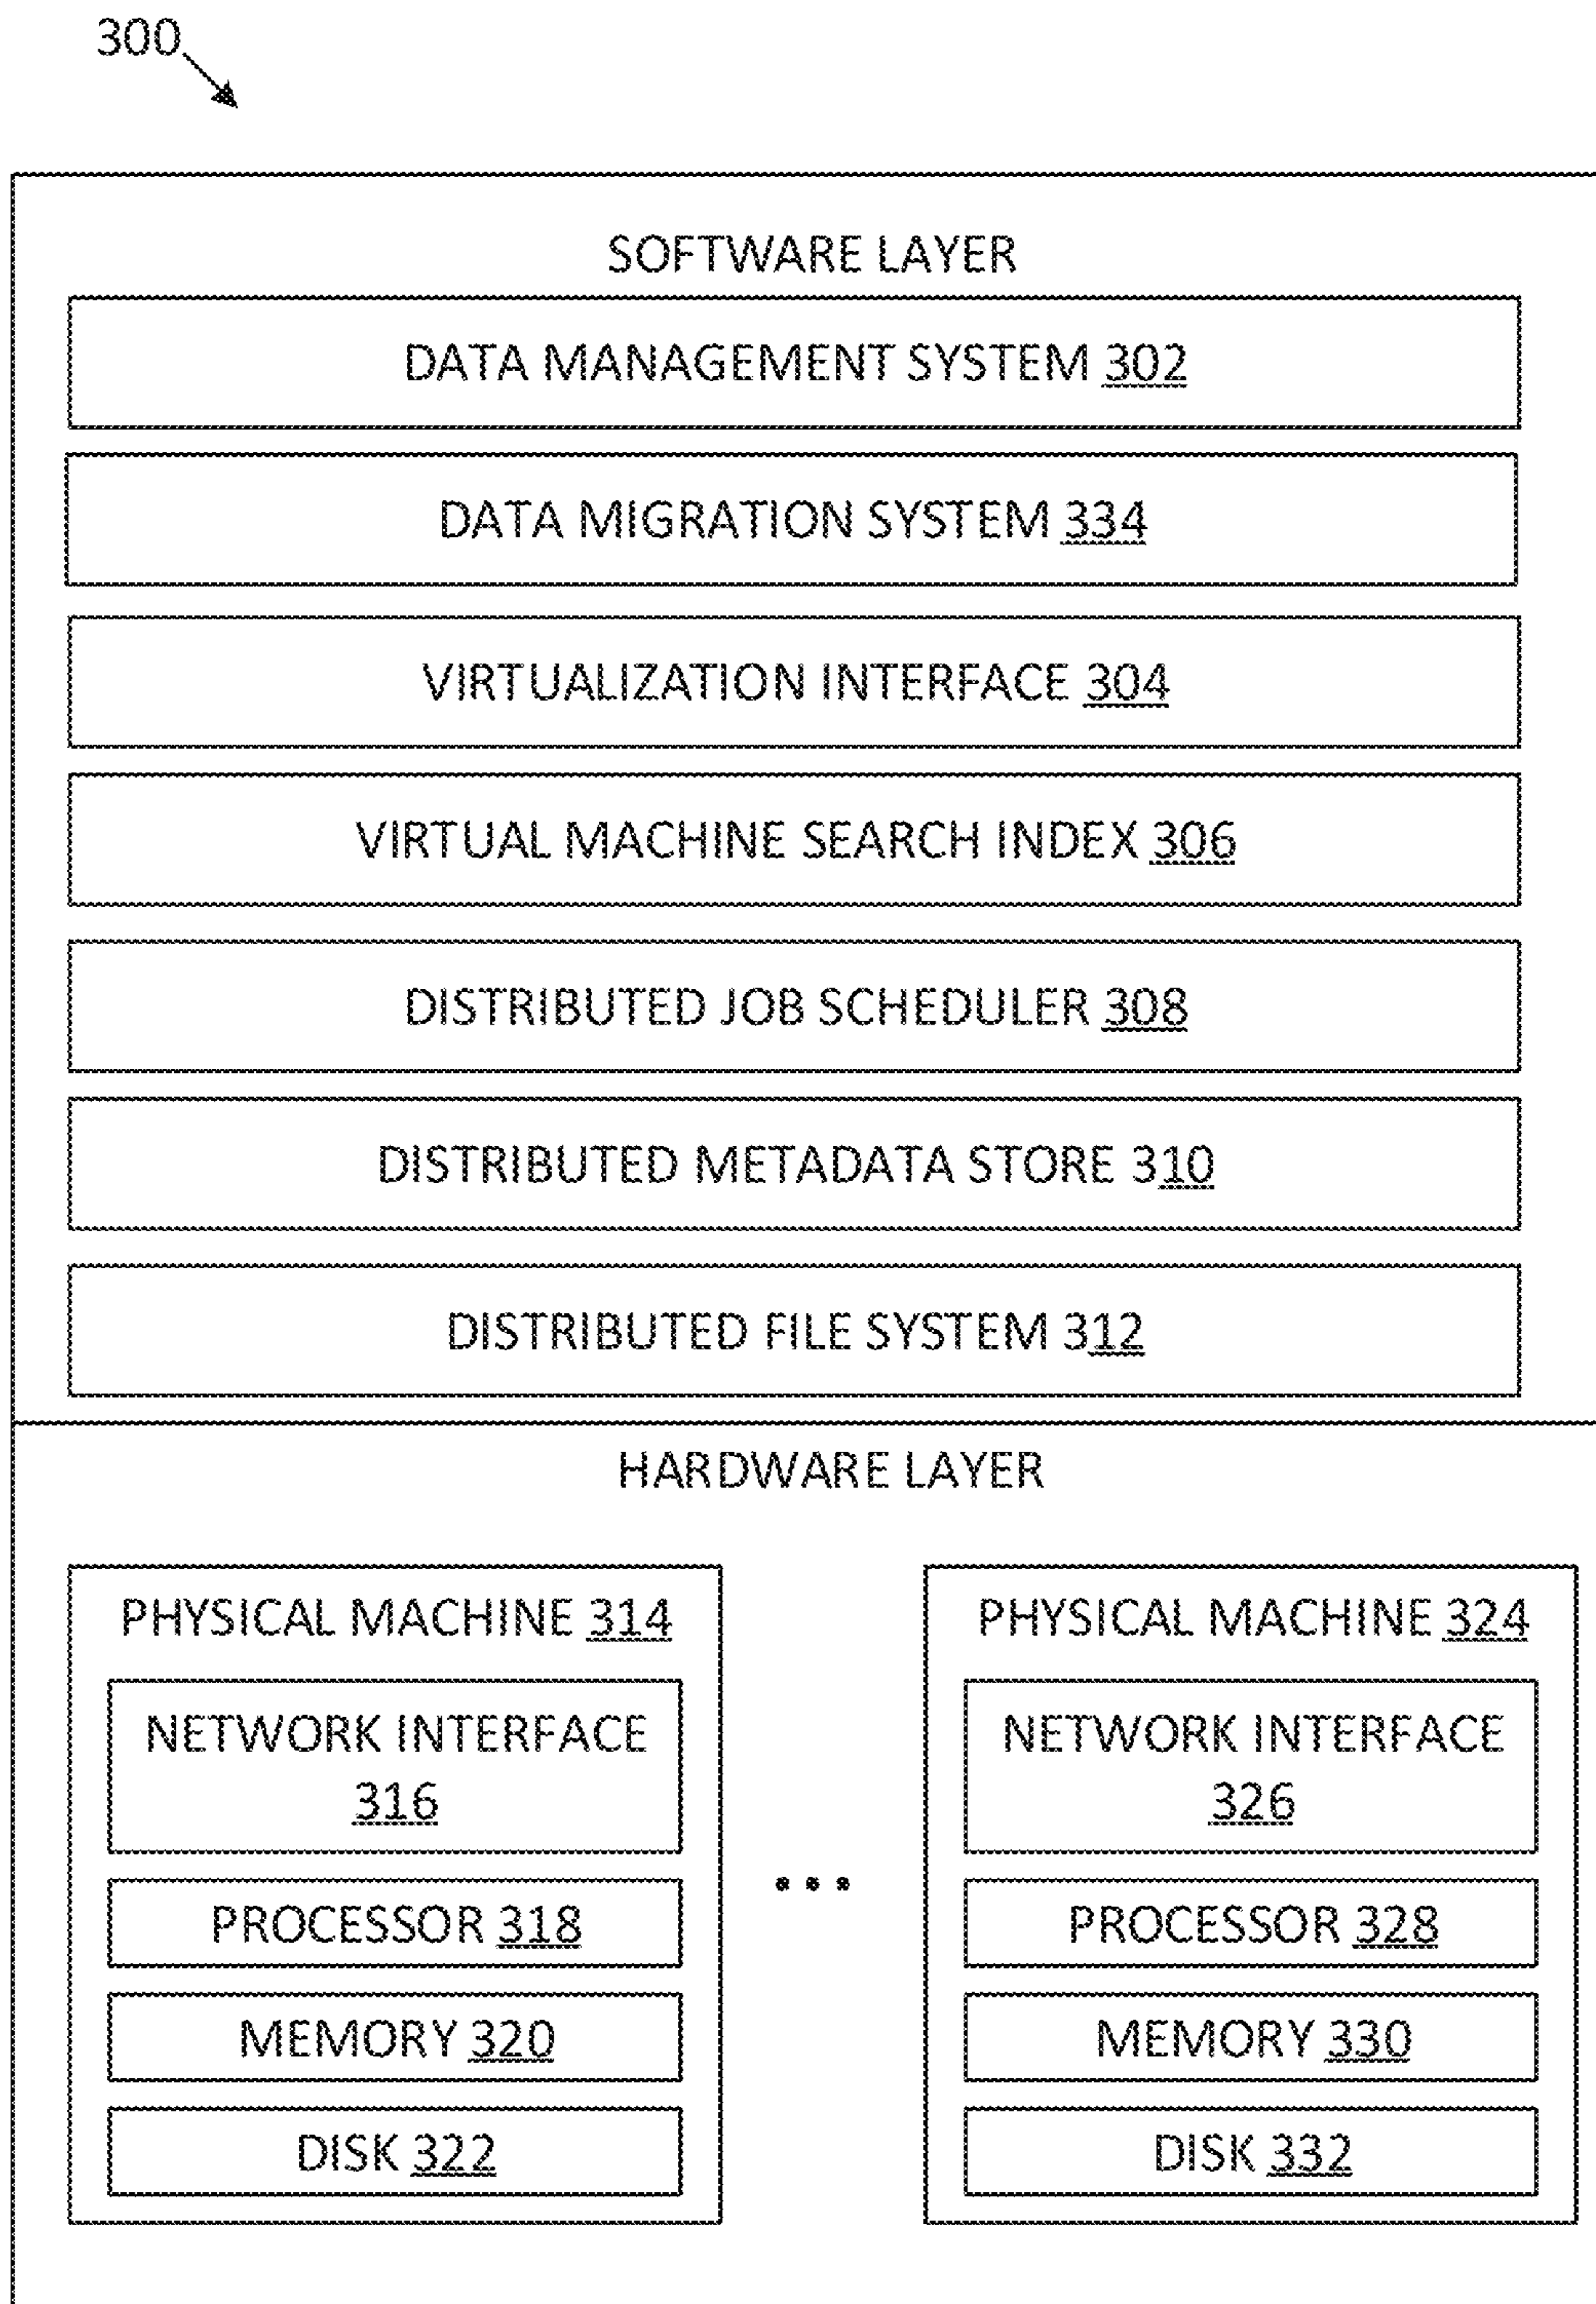 300
SOFTWARE LAYER
DATA MANAGEMENT SYSTEM 302
DATA MIGRATION SYSTEM 334
VIRTUALIZATION INTERFACE 304
VIRTUAL MACHINE SEARCH INDEX 306
DISTRIBUTED JOB SCHEDULER 308
DISTRIBUTED METADATA STORE 310
DISTRIBUTED FILE SYSTEM 312
HARDWARE LAYER
PHYSICAL MACHINE 314
NETWORK INTERFACE
316
PROCESSOR 318
MEMORY 320
DISK 322
...
PHYSICAL MACHINE 324
NETWORK INTERFACE
326
PROCESSOR 328
MEMORY 330
DISK 332